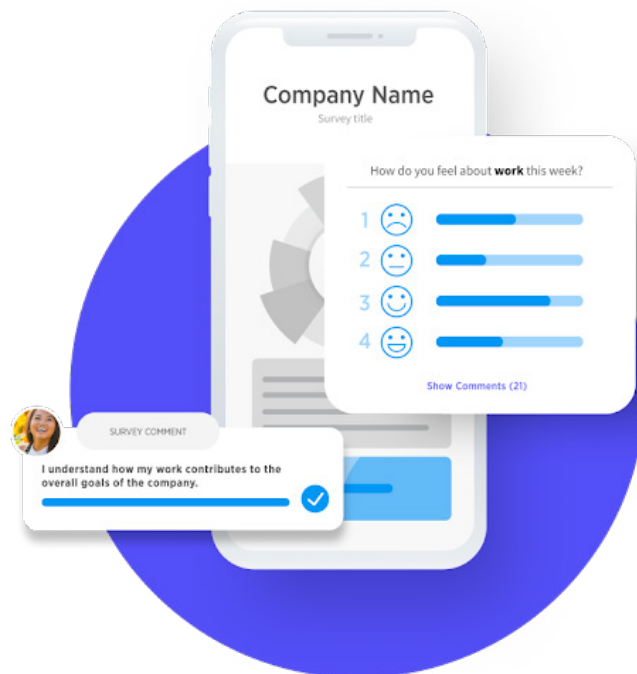 Company Name
Survey title
How do you feel about work this week?
1
2
3
4
Show Comments (21)
SURVEY COMMENT
I understand how my work contributes to the
overall goals of the company.